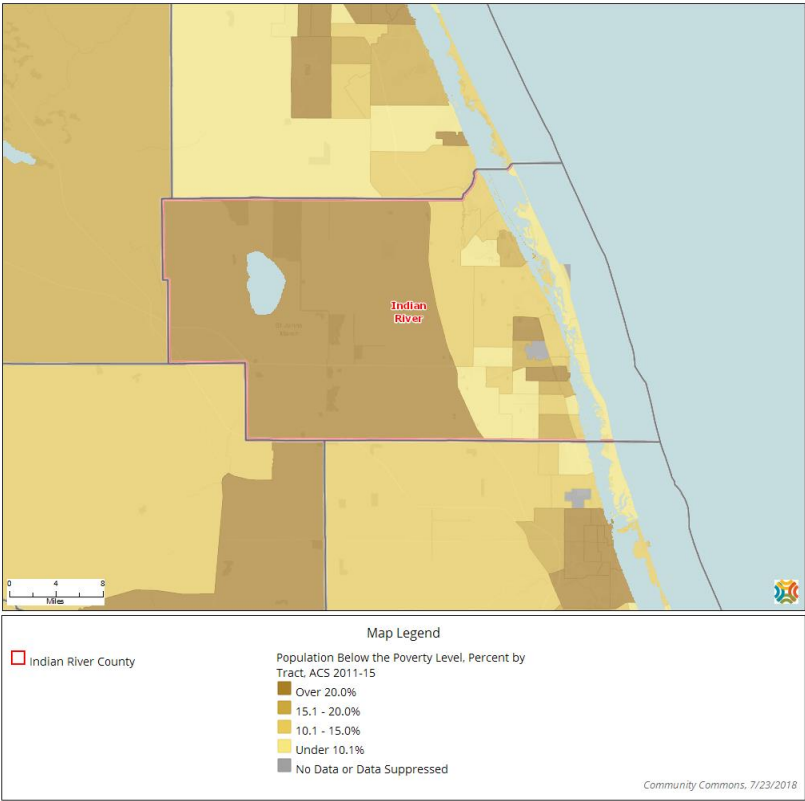 Indian
River
0 4 8
Miles
Map Legend
Indian River County
Population Below the Poverty Level, Percent by
Tract, ACS 2011-15
Over 20.0%
15.1 - 20.0%
10.1 - 15.0%
Under 10.1%
No Data or Data Suppressed
Community Commons, 7/23/2018